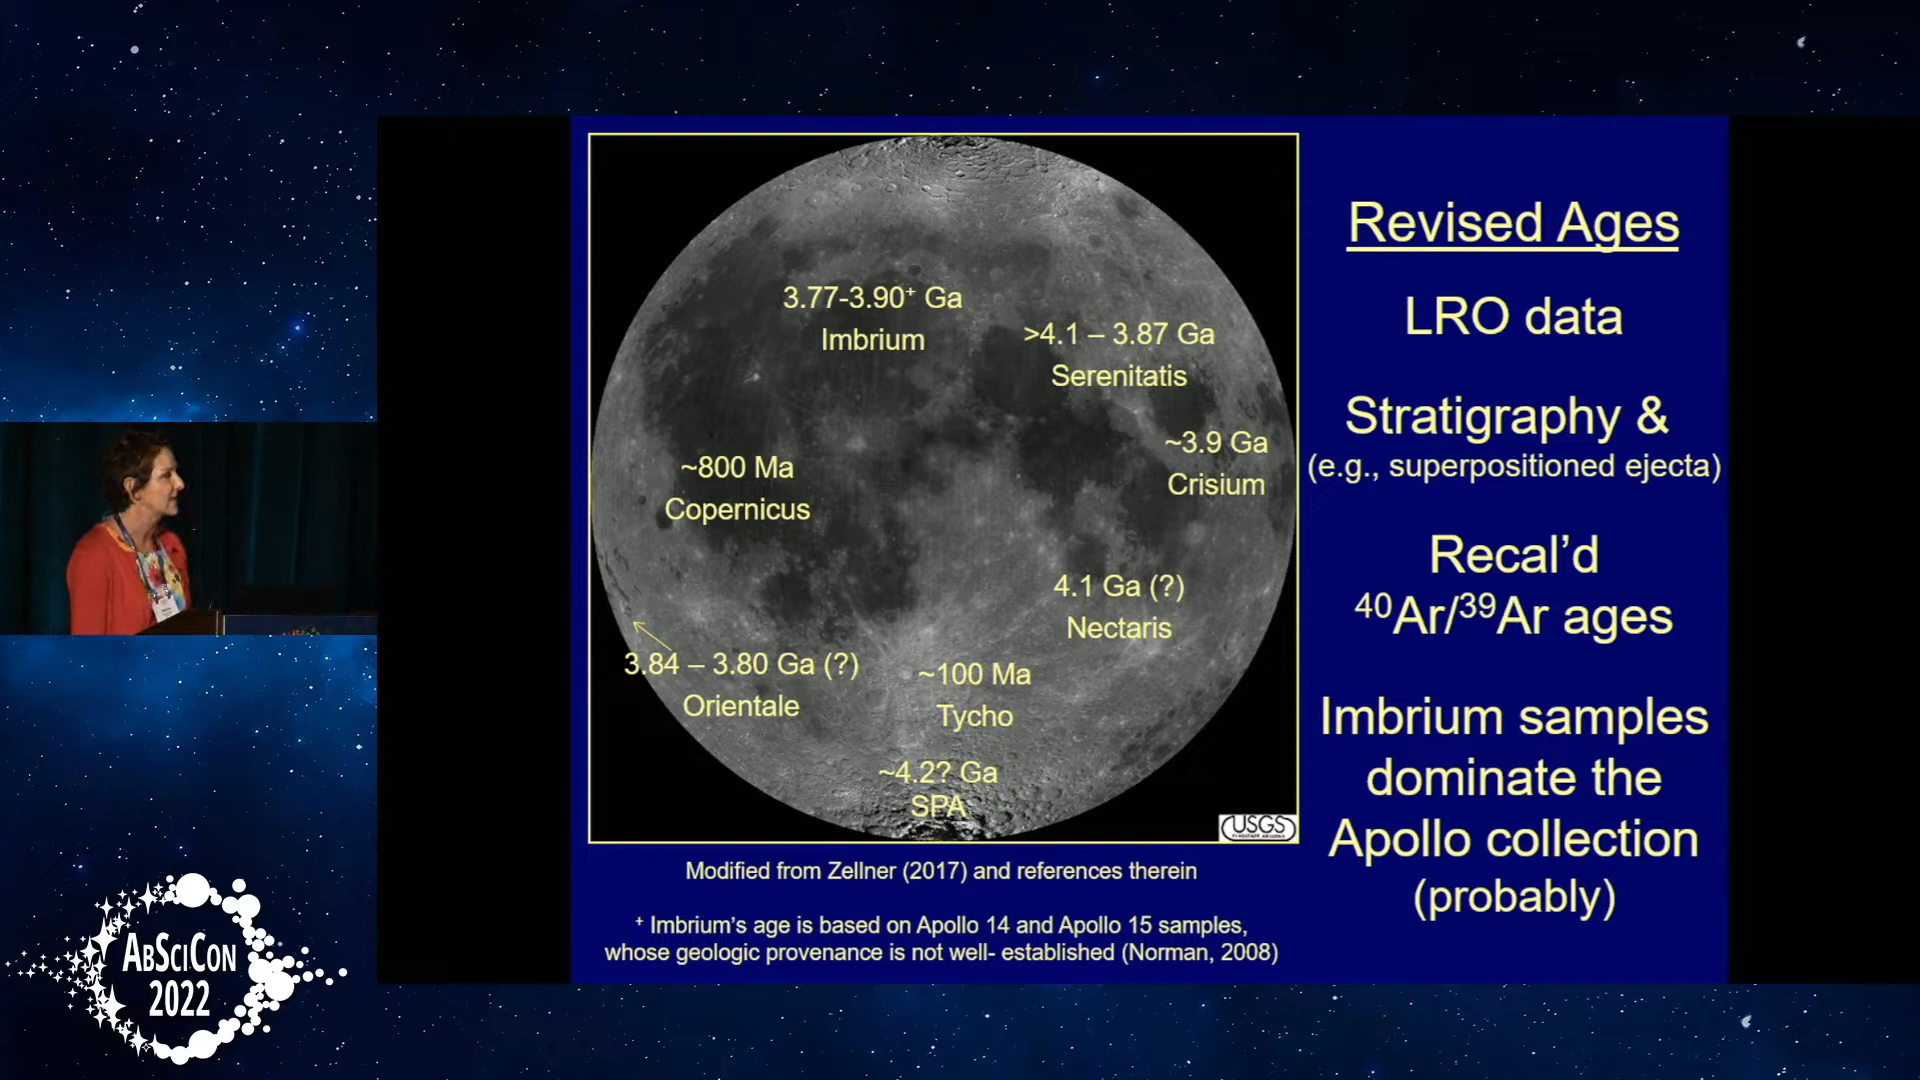 3.77-3.90⁺ Ga
Imbrium
>4.1 – 3.87 Ga
Serenitatis
~3.9 Ga
Crisium
~800 Ma
Copernicus
4.1 Ga (?)
Nectaris
3.84 – 3.80 Ga (?)
Orientale
~100 Ma
Tycho
~4.2? Ga
SPA
USGS
Modified from Zellner (2017) and references therein
⁺ Imbrium’s age is based on Apollo 14 and Apollo 15 samples,
whose geologic provenance is not well- established (Norman, 2008)
Revised Ages
LRO data
Stratigraphy &
(e.g., superpositioned ejecta)
Recal’d
⁴⁰Ar/³⁹Ar ages
Imbrium samples
dominate the
Apollo collection
(probably)
AbSciCon
2022